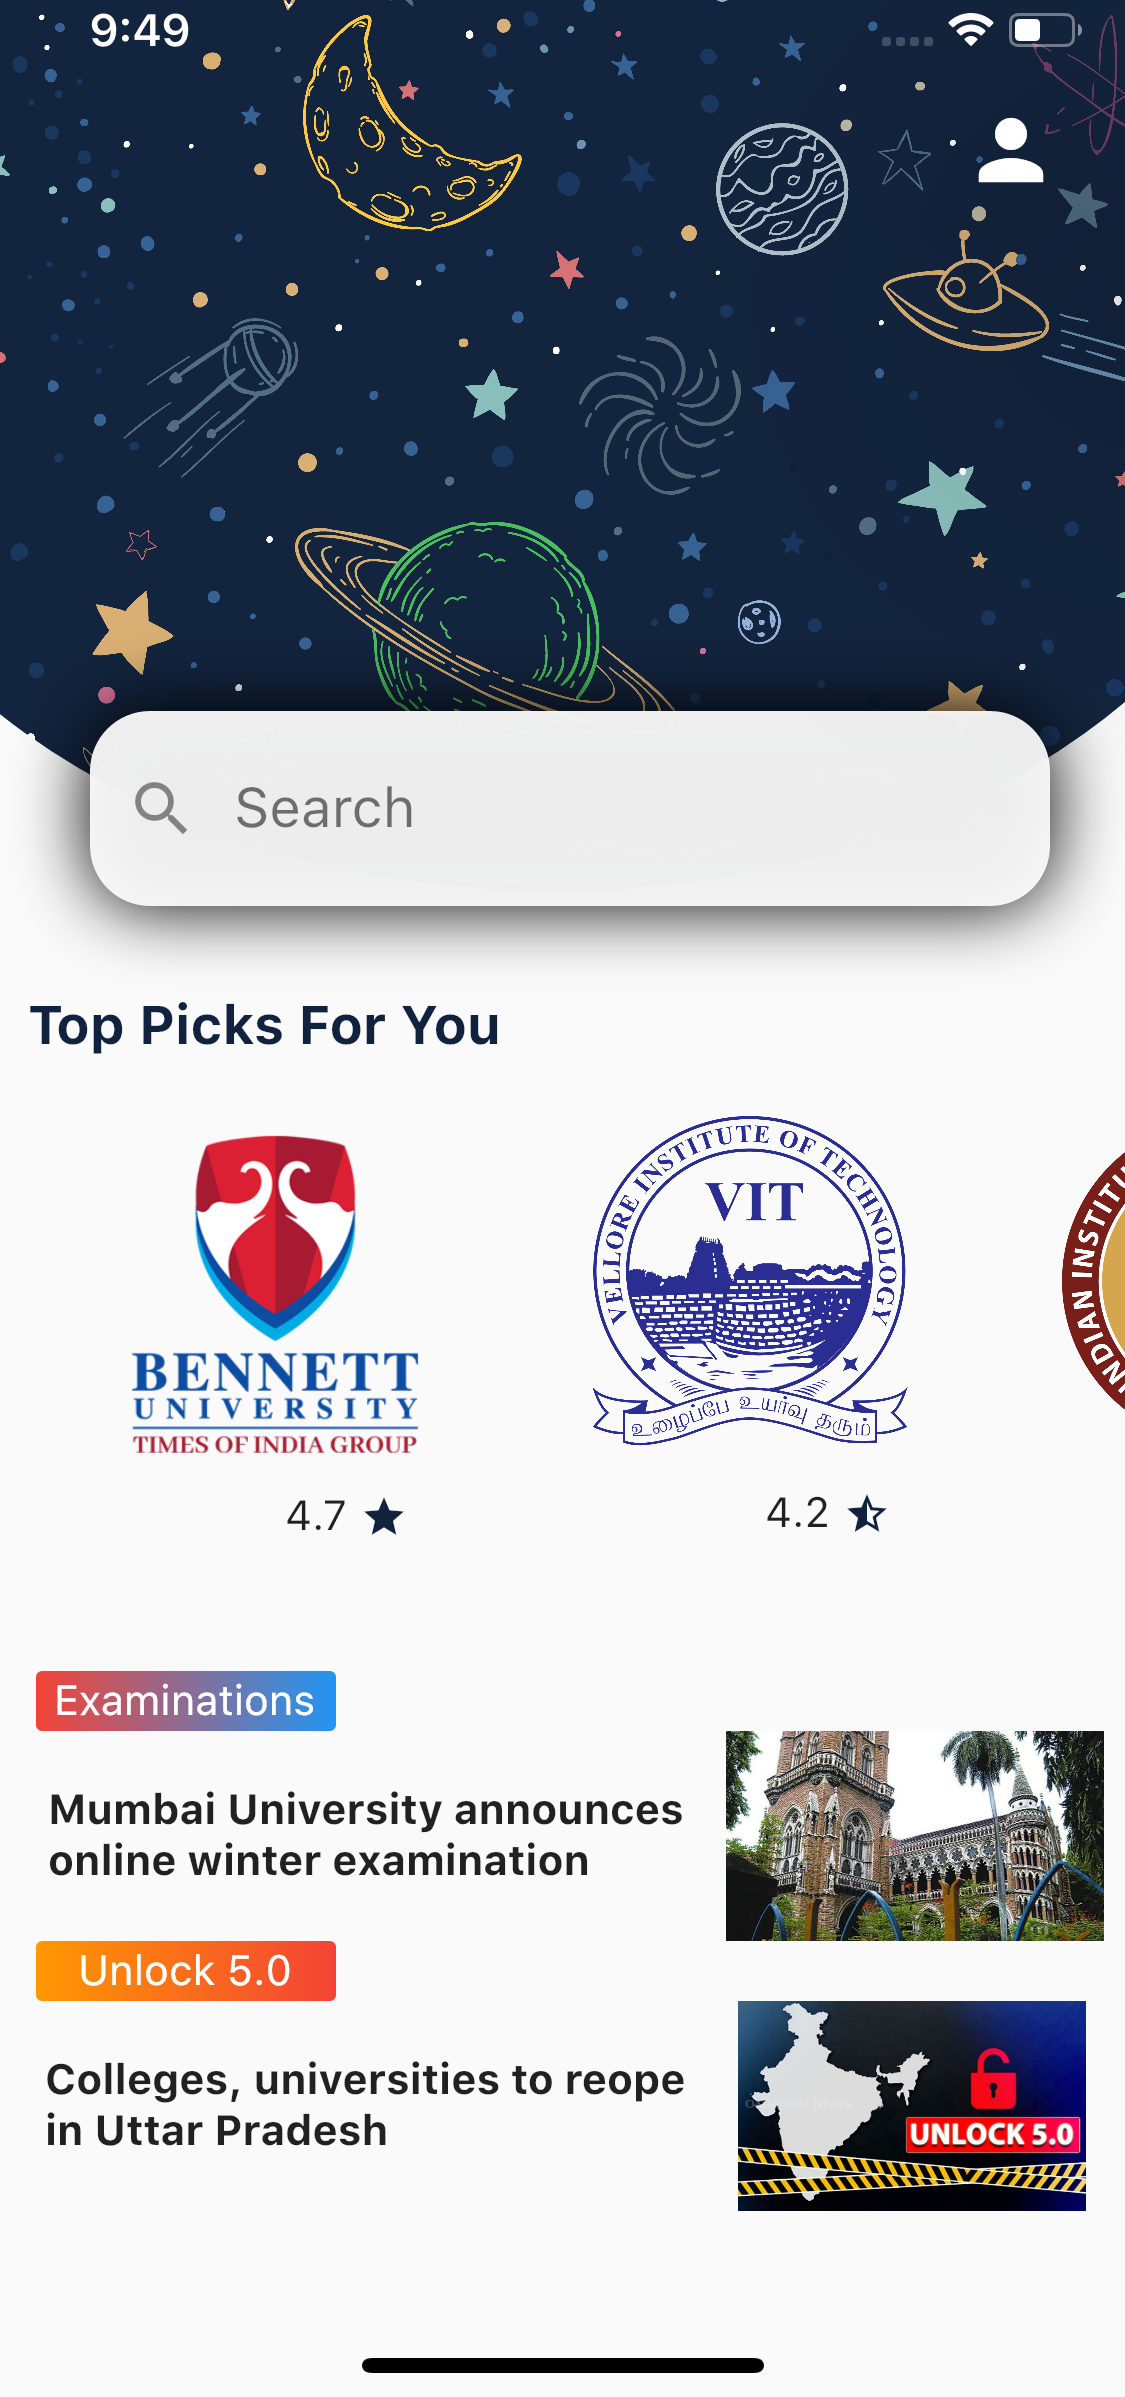 9:49
Search
Top Picks For You
BENNETT
UNIVERSITY
TIMES OF INDIA GROUP
VELLORE INSTITUTE OF TECHNOLOGY
VIT
உழைப்பே உயர்வு தரும்
INDIAN INSTITU
4.7
4.2
Examinations
Mumbai University announces
online winter examination
Unlock 5.0
Colleges, universities to reope
in Uttar Pradesh
UNLOCK 5.0